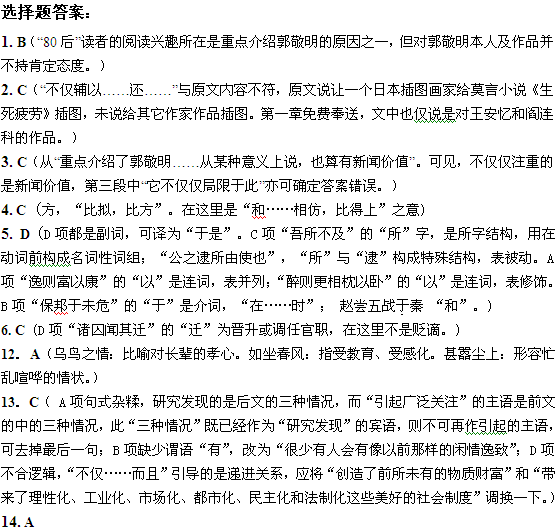 选择题答案：
1. B（“80后”读者的阅读兴趣所在是重点介绍郭敬明的原因之一，但对郭敬明本人及作品并
不持肯定态度。）
2. C（“不仅辅以……还……”与原文内容不符，原文说让一个日本插图画家给莫言小说《生
死疲劳》插图，未说给其它作家作品插图。第一章免费奉送，文中也仅说是对王安忆和阎连
科的作品。）
3. C（从“重点介绍了郭敬明……从某种意义上说，也算有新闻价值”。可见，不仅仅注重的
是新闻价值，第三段中“它不仅仅局限于此”亦可确定答案错误。）
4. C（方，“比拟，比方”。在这里是“和……相仿，比得上”之意）
5. D（D项都是副词，可译为“于是”。C项“吾所不及”的“所”字，是所字结构，用在
动词前构成名词性词组；“公之逮所由使也”，“所”与“逮”构成特殊结构，表被动。A
项“逸则富以康”的“以”是连词，表并列；“醉则更相枕以卧”的“以”是连词，表修饰。
B项“保邦于未危”的“于”是介词，“在……时”； 赵尝五战于秦 “和”。）
6. C（D项“诸囚闻其迁”的“迁”为晋升或调任官职，在这里不是贬谪。）
12. A（乌鸟之情：比喻对长辈的孝心。如坐春风：指受教育、受感化。甚嚣尘上：形容忙
乱喧哗的情状。）
13. C（ A项句式杂糅，研究发现的是后文的三种情况，而“引起广泛关注”的主语是前文
的中的三种情况，此“三种情况”既已经作为“研究发现”的宾语，则不可再作引起的主语，
可去掉最后一句；B项缺少谓语“有”，改为“很少有人会有像以前那样的闲情逸致”；D项
不合逻辑，“不仅……而且”引导的是递进关系，应将“创造了前所未有的物质财富”和“带
来了理性化、工业化、市场化、都市化、民主化和法制化这些美好的社会制度”调换一下。）
14. A